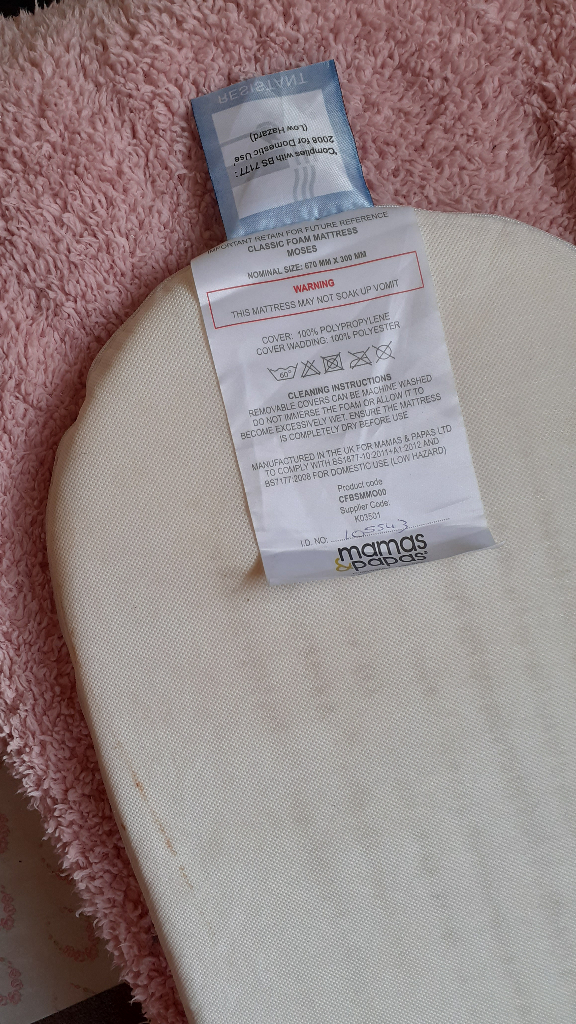 RESISTANT
"Complies with BS 7177:
2008 for Domestic Use'
(Low Hazard)
IMPORTANT RETAIN FOR FUTURE REFERENCE
CLASSIC FOAM MATTRESS
MOSES
NOMINAL SIZE: 670 MM X 300 MM
WARNING
THIS MATTRESS MAY NOT SOAK UP VOMIT
COVER: 100% POLYPROPYLENE
COVER WADDING: 100% POLYESTER
60°
CLEANING INSTRUCTIONS
REMOVABLE COVERS CAN BE MACHINE WASHED
DO NOT IMMERSE THE FOAM OR ALLOW IT TO
BECOME EXCESSIVELY WET. ENSURE THE MATTRESS
IS COMPLETELY DRY BEFORE USE
MANUFACTURED IN THE UK FOR MAMAS & PAPAS LTD
TO COMPLY WITH BS1877-10:2011+A1:2012 AND
BS7177:2008 FOR DOMESTIC USE (LOW HAZARD)
Product code
CFBSMMO00
Supplier Code:
K03501
I.D. NO: 105543
mamas
&papas